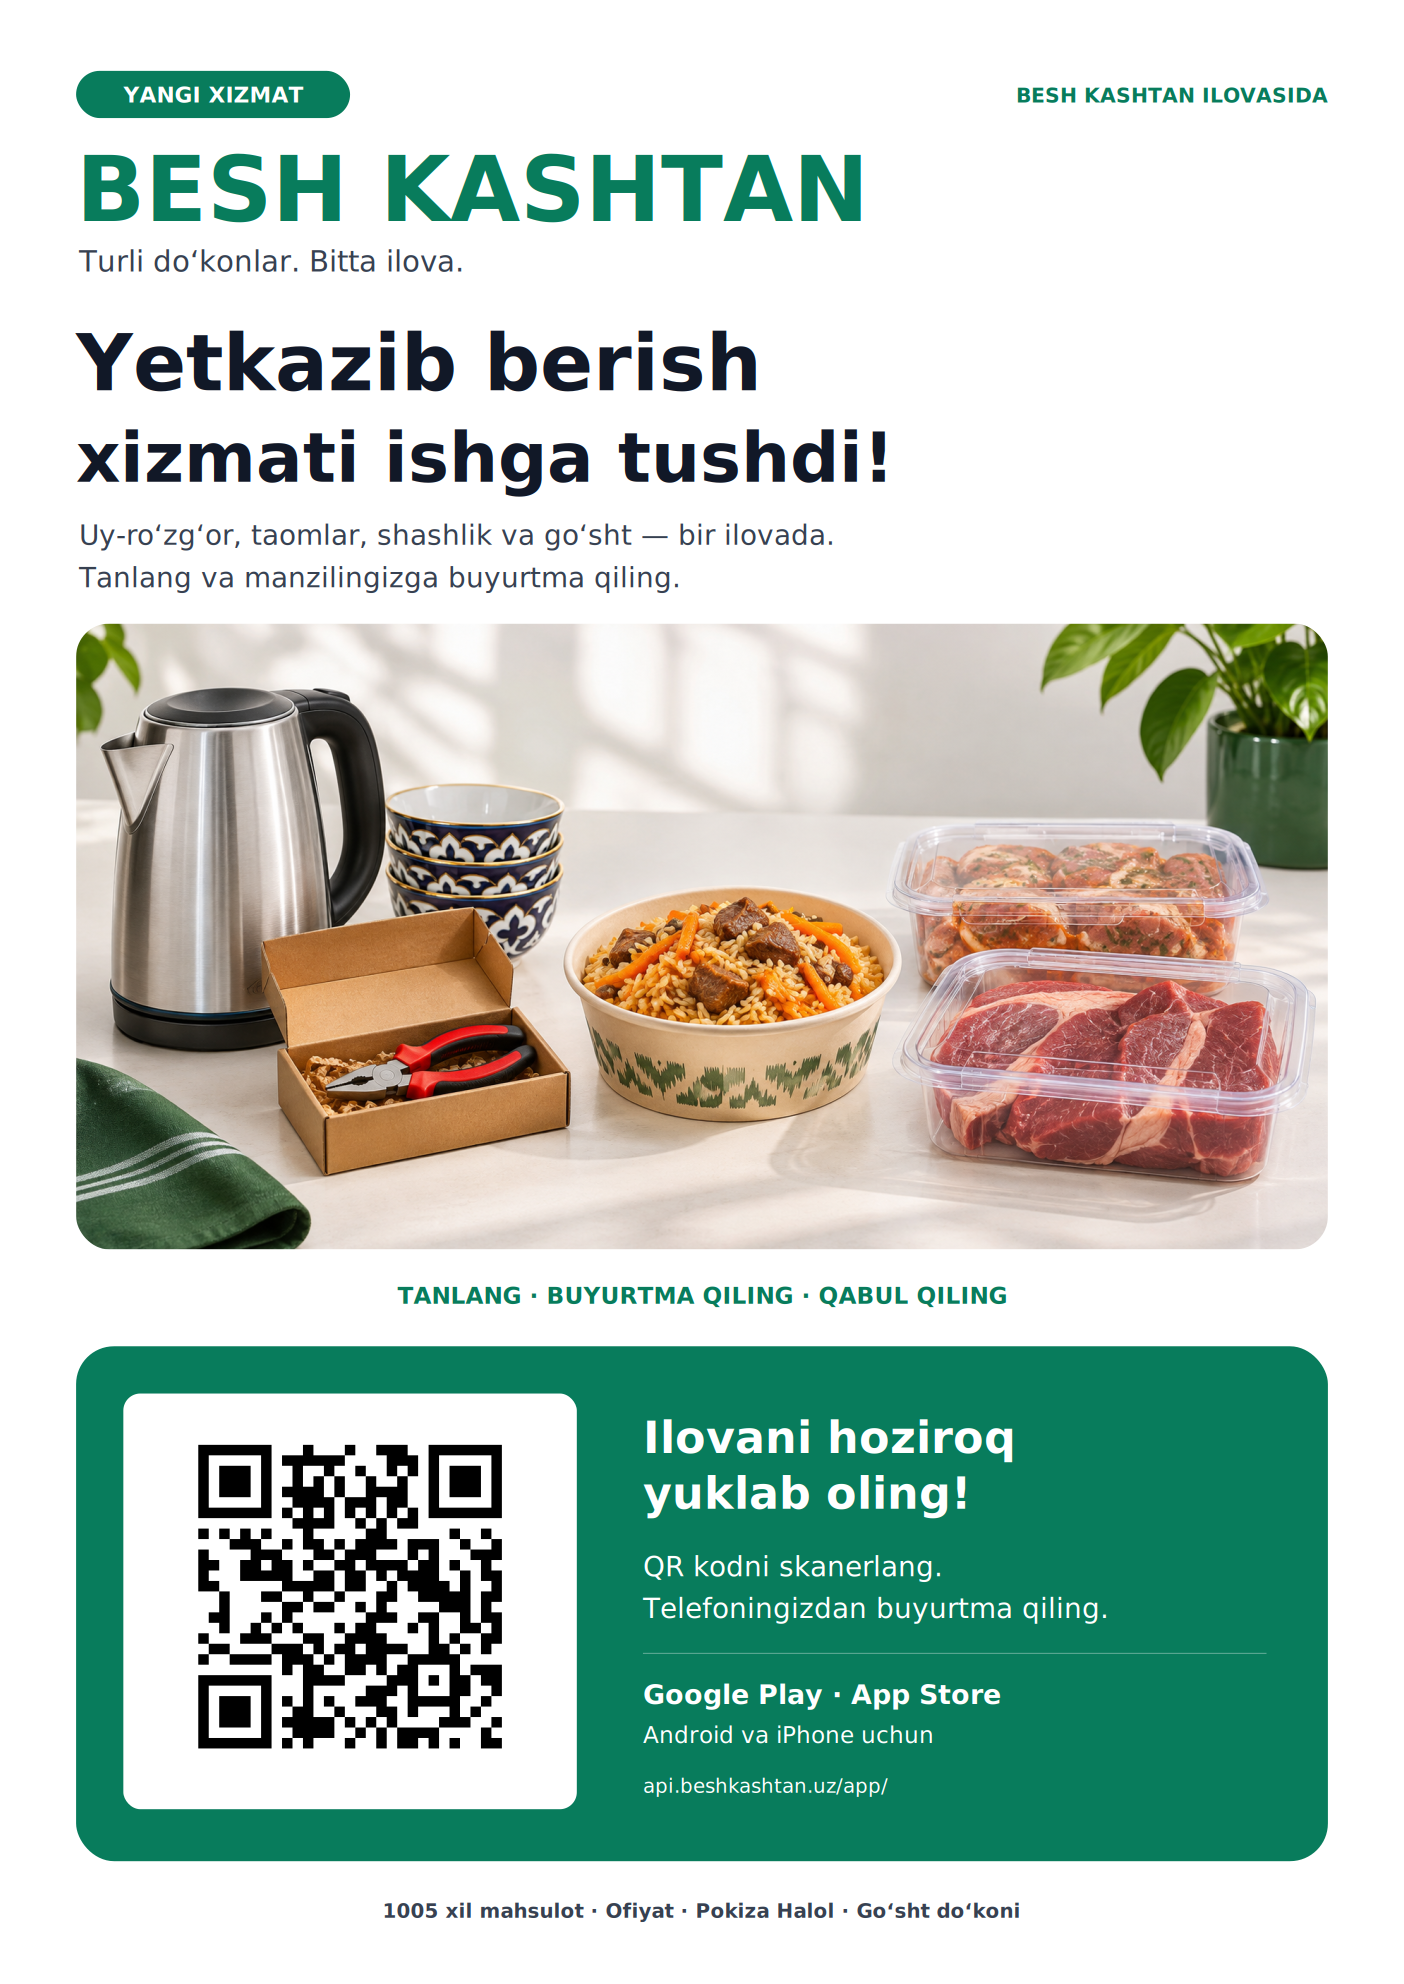 YANGI XIZMAT
BESH KASHTAN ILOVASIDA
BESH KASHTAN
Turli do‘konlar. Bitta ilova.
Yetkazib berish
xizmati ishga tushdi!
Uy-ro‘zg‘or, taomlar, shashlik va go‘sht — bir ilovada.
Tanlang va manzilingizga buyurtma qiling.
TANLANG · BUYURTMA QILING · QABUL QILING
Ilovani hoziroq
yuklab oling!
QR kodni skanerlang.
Telefoningizdan buyurtma qiling.
Google Play · App Store
Android va iPhone uchun
api.beshkashtan.uz/app/
1005 xil mahsulot · Ofiyat · Pokiza Halol · Go‘sht do‘koni